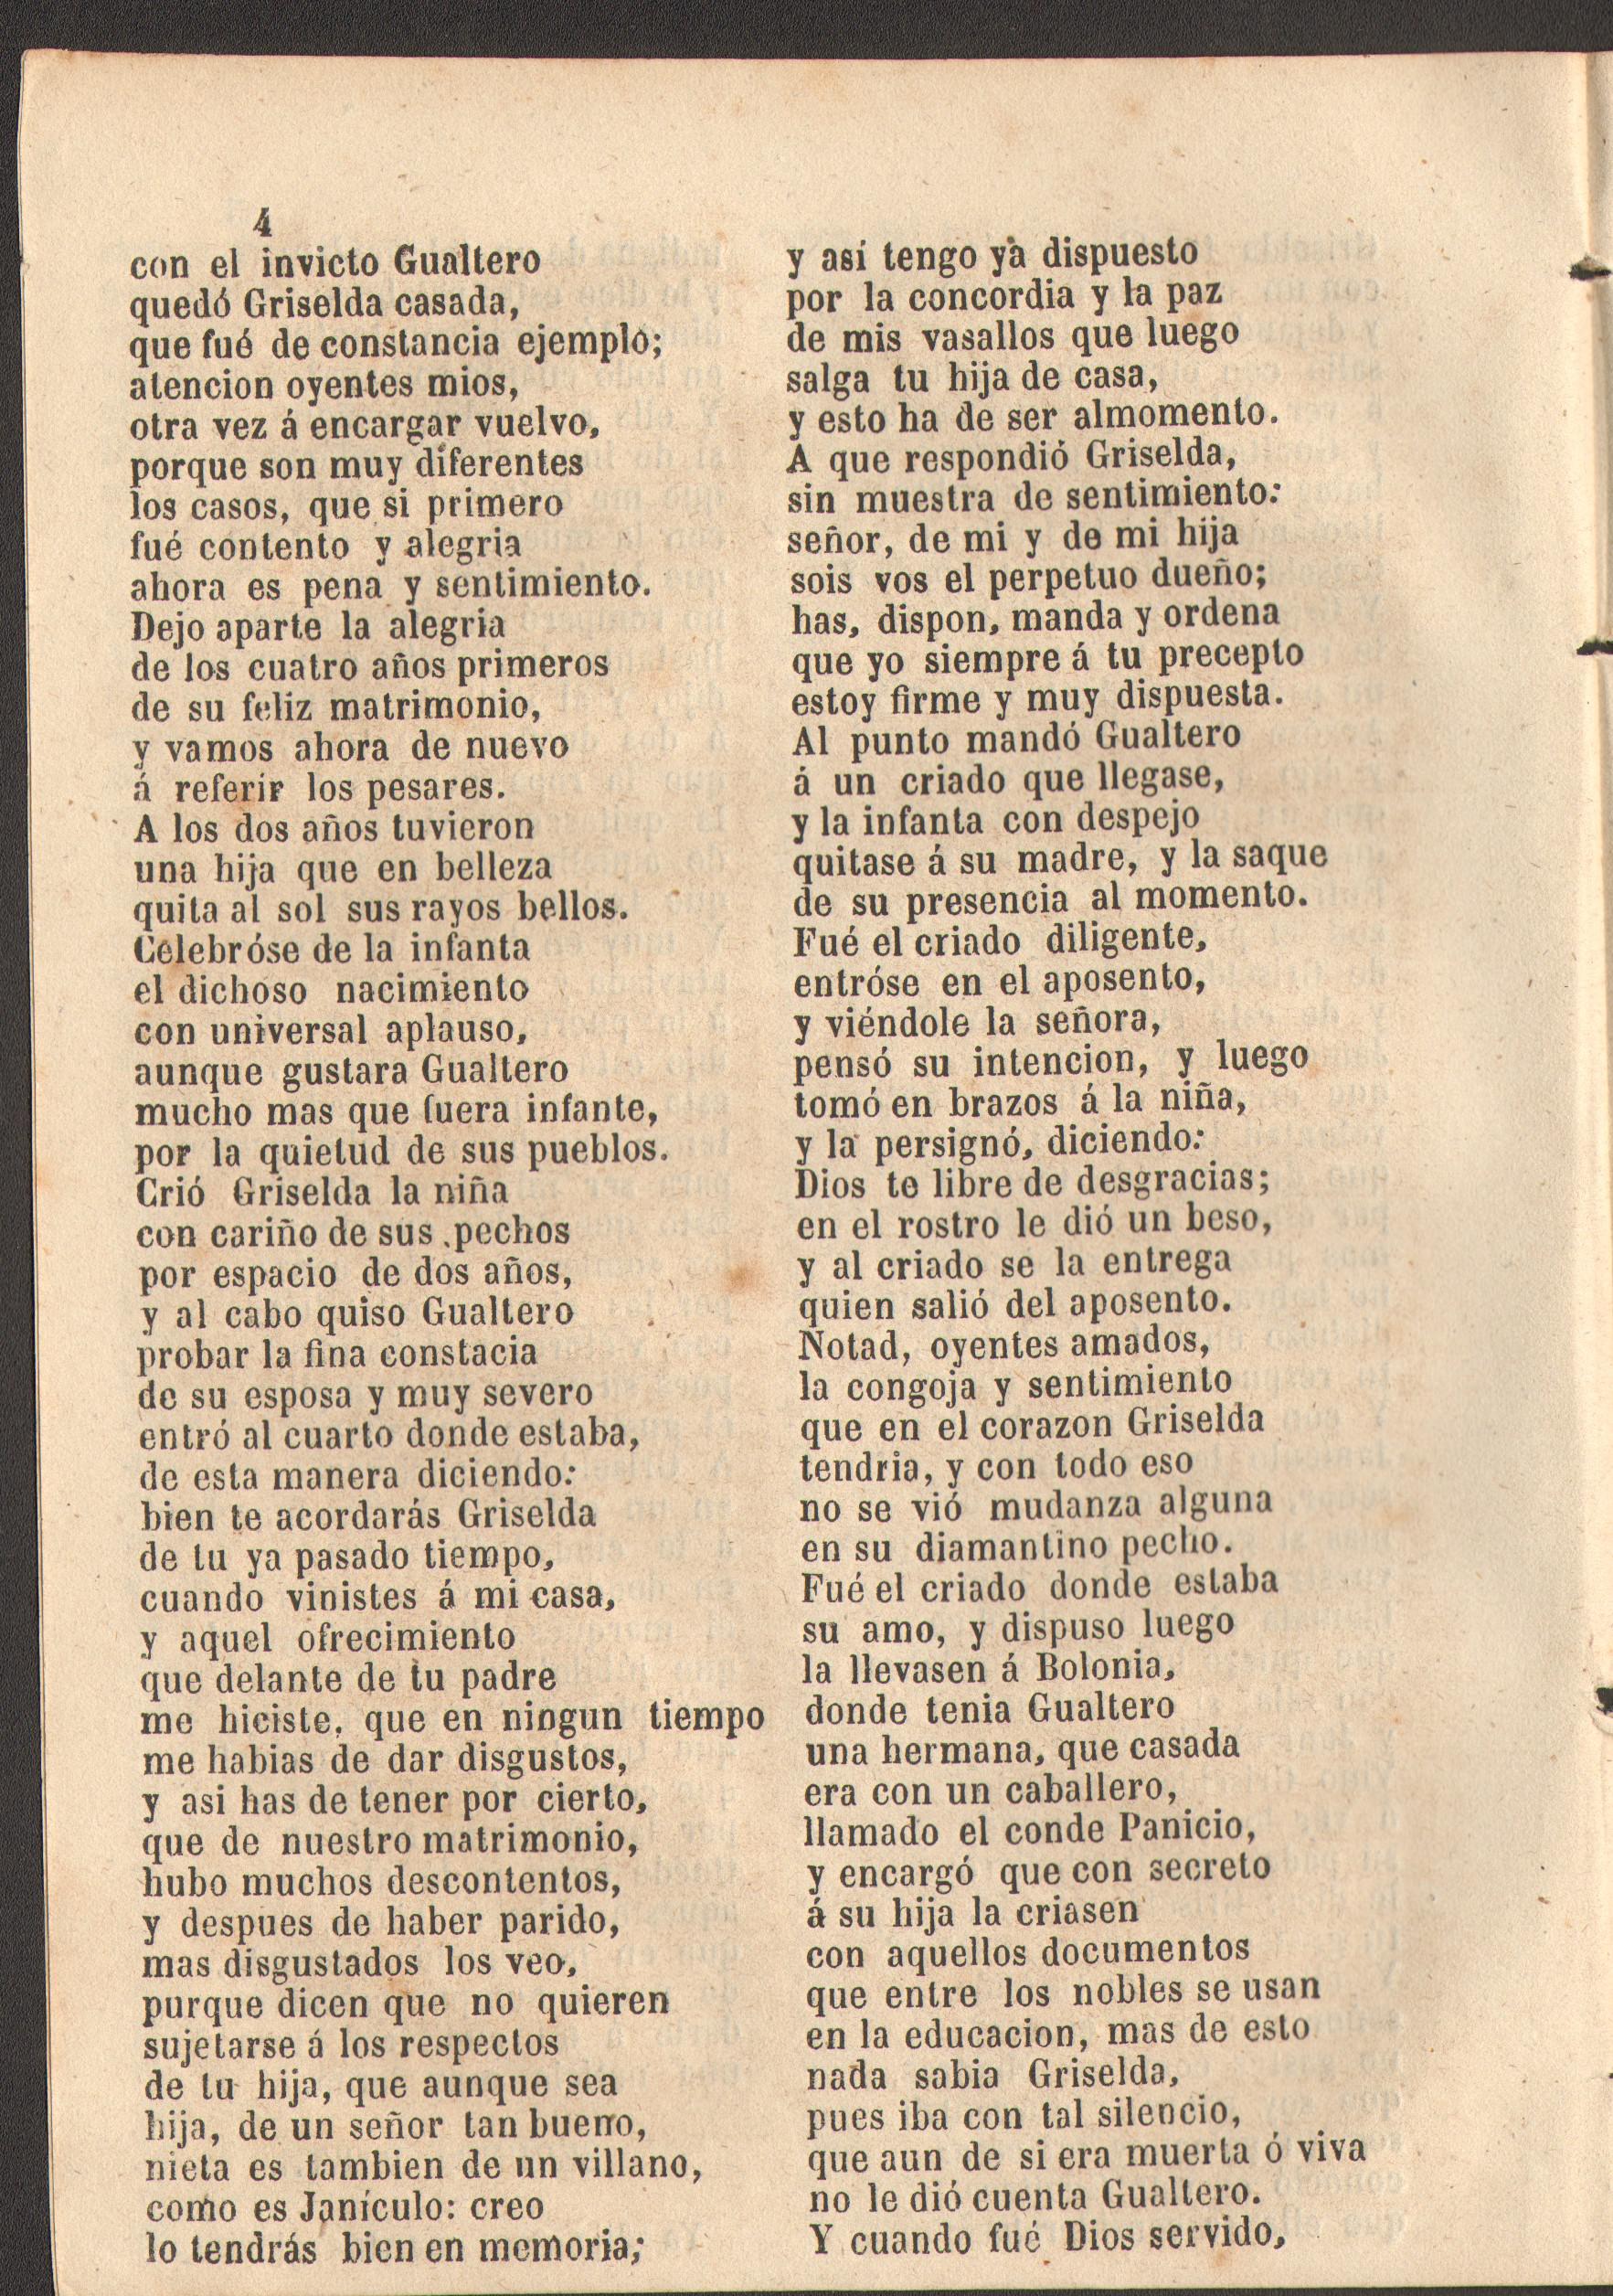 4
con el invicto Gualtero
quedó Griselda casada,
que fué de constancia ejemplo;
atencion oyentes mios,
otra vez á encargar vuelvo,
porque son muy diferentes
los casos, que si primero
fué contento y alegria
ahora es pena y sentimiento.
Dejo aparte la alegria
de los cuatro años primeros
de su feliz matrimonio,
y vamos ahora de nuevo
á referir los pesares.
A los dos años tuvieron
una hija que en belleza
quita al sol sus rayos bellos.
Celebróse de la infanta
el dichoso nacimiento
con universal aplauso,
aunque gustara Gualtero
mucho mas que fuera infante,
por la quietud de sus pueblos.
Crió Griselda la niña
con cariño de sus pechos
por espacio de dos años,
y al cabo quiso Gualtero
probar la fina constacia
de su esposa y muy severo
entró al cuarto donde estaba,
de esta manera diciendo:
bien te acordarás Griselda
de tu ya pasado tiempo,
cuando vinistes á mi casa,
y aquel ofrecimiento
que delante de tu padre
me hiciste, que en ningun tiempo
me habias de dar disgustos,
y asi has de tener por cierto,
que de nuestro matrimonio,
hubo muchos descontentos,
y despues de haber parido,
mas disgustados los veo,
purque dicen que no quieren
sujetarse á los respectos
de tu hija, que aunque sea
hija, de un señor tan bueno,
nieta es tambien de un villano,
como es Janículo: creo
lo tendrás bien en memoria;
y así tengo ya dispuesto
por la concordia y la paz
de mis vasallos que luego
salga tu hija de casa,
y esto ha de ser almomento.
A que respondió Griselda,
sin muestra de sentimiento:
señor, de mi y de mi hija
sois vos el perpetuo dueño;
has, dispon, manda y ordena
que yo siempre á tu precepto
estoy firme y muy dispuesta.
Al punto mandó Gualtero
á un criado que llegase,
y la infanta con despejo
quitase á su madre, y la saque
de su presencia al momento.
Fué el criado diligente,
entróse en el aposento,
y viéndole la señora,
pensó su intencion, y luego
tomó en brazos á la niña,
y la persignó, diciendo:
Dios te libre de desgracias;
en el rostro le dió un beso,
y al criado se la entrega
quien salió del aposento.
Notad, oyentes amados,
la congoja y sentimiento
que en el corazon Griselda
tendria, y con todo eso
no se vió mudanza alguna
en su diamantino pecho.
Fué el criado donde estaba
su amo, y dispuso luego
la llevasen á Bolonia,
donde tenia Gualtero
una hermana, que casada
era con un caballero,
llamado el conde Panicio,
y encargó que con secreto
á su hija la criasen
con aquellos documentos
que entre los nobles se usan
en la educacion, mas de esto
nada sabia Griselda,
pues iba con tal silencio,
que aun de si era muerta ó viva
no le dió cuenta Gualtero.
Y cuando fué Dios servido,